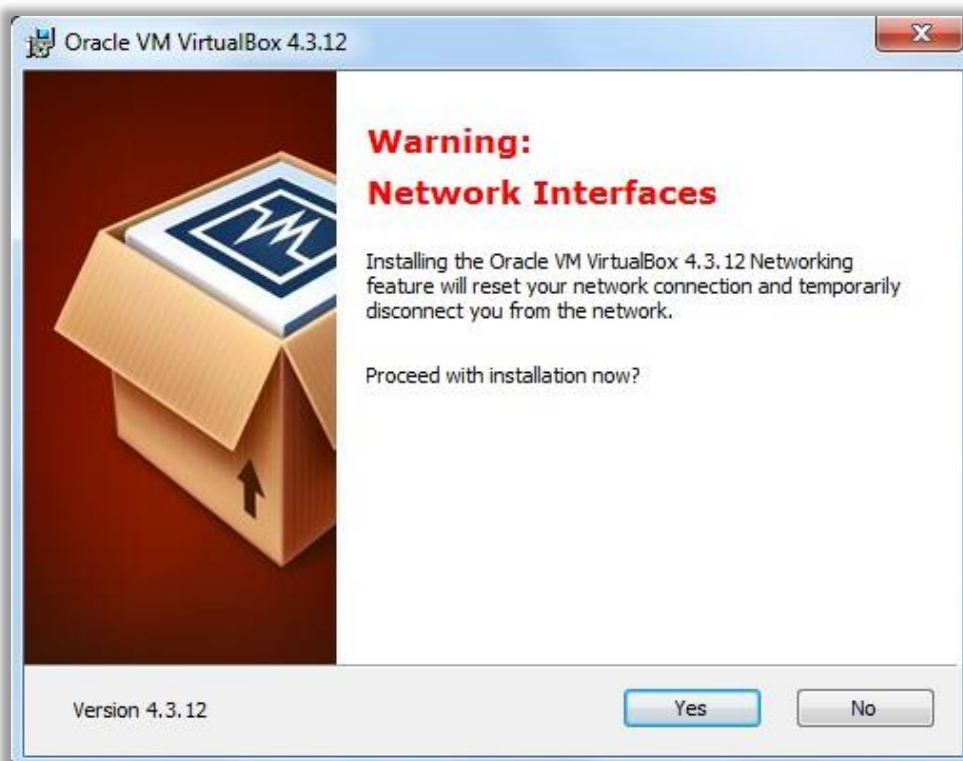 Oracle VM VirtualBox 4.3.12
Warning:
Network Interfaces
Installing the Oracle VM VirtualBox 4.3.12 Networking
feature will reset your network connection and temporarily
disconnect you from the network.
Proceed with installation now?
Version 4.3.12
Yes
No